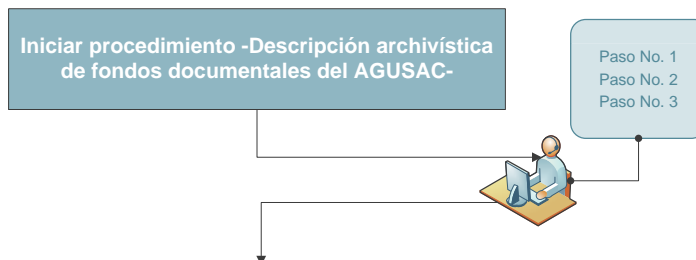 Iniciar procedimiento -Descripción archivística
de fondos documentales del AGUSAC-
Paso No. 1
Paso No. 2
Paso No. 3